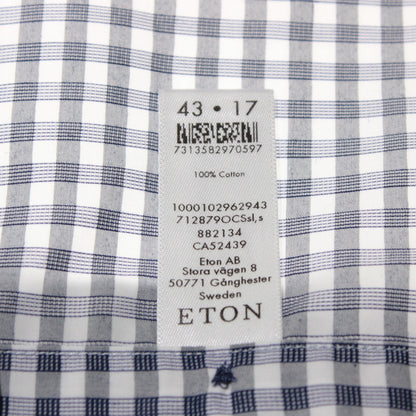 43 • 17
7313582970597
100% Cotton
1000102962943
712879OCSsl,s
882134
CA52439
Eton AB
Stora vägen 8
50771 Gånghester
Sweden
ETON